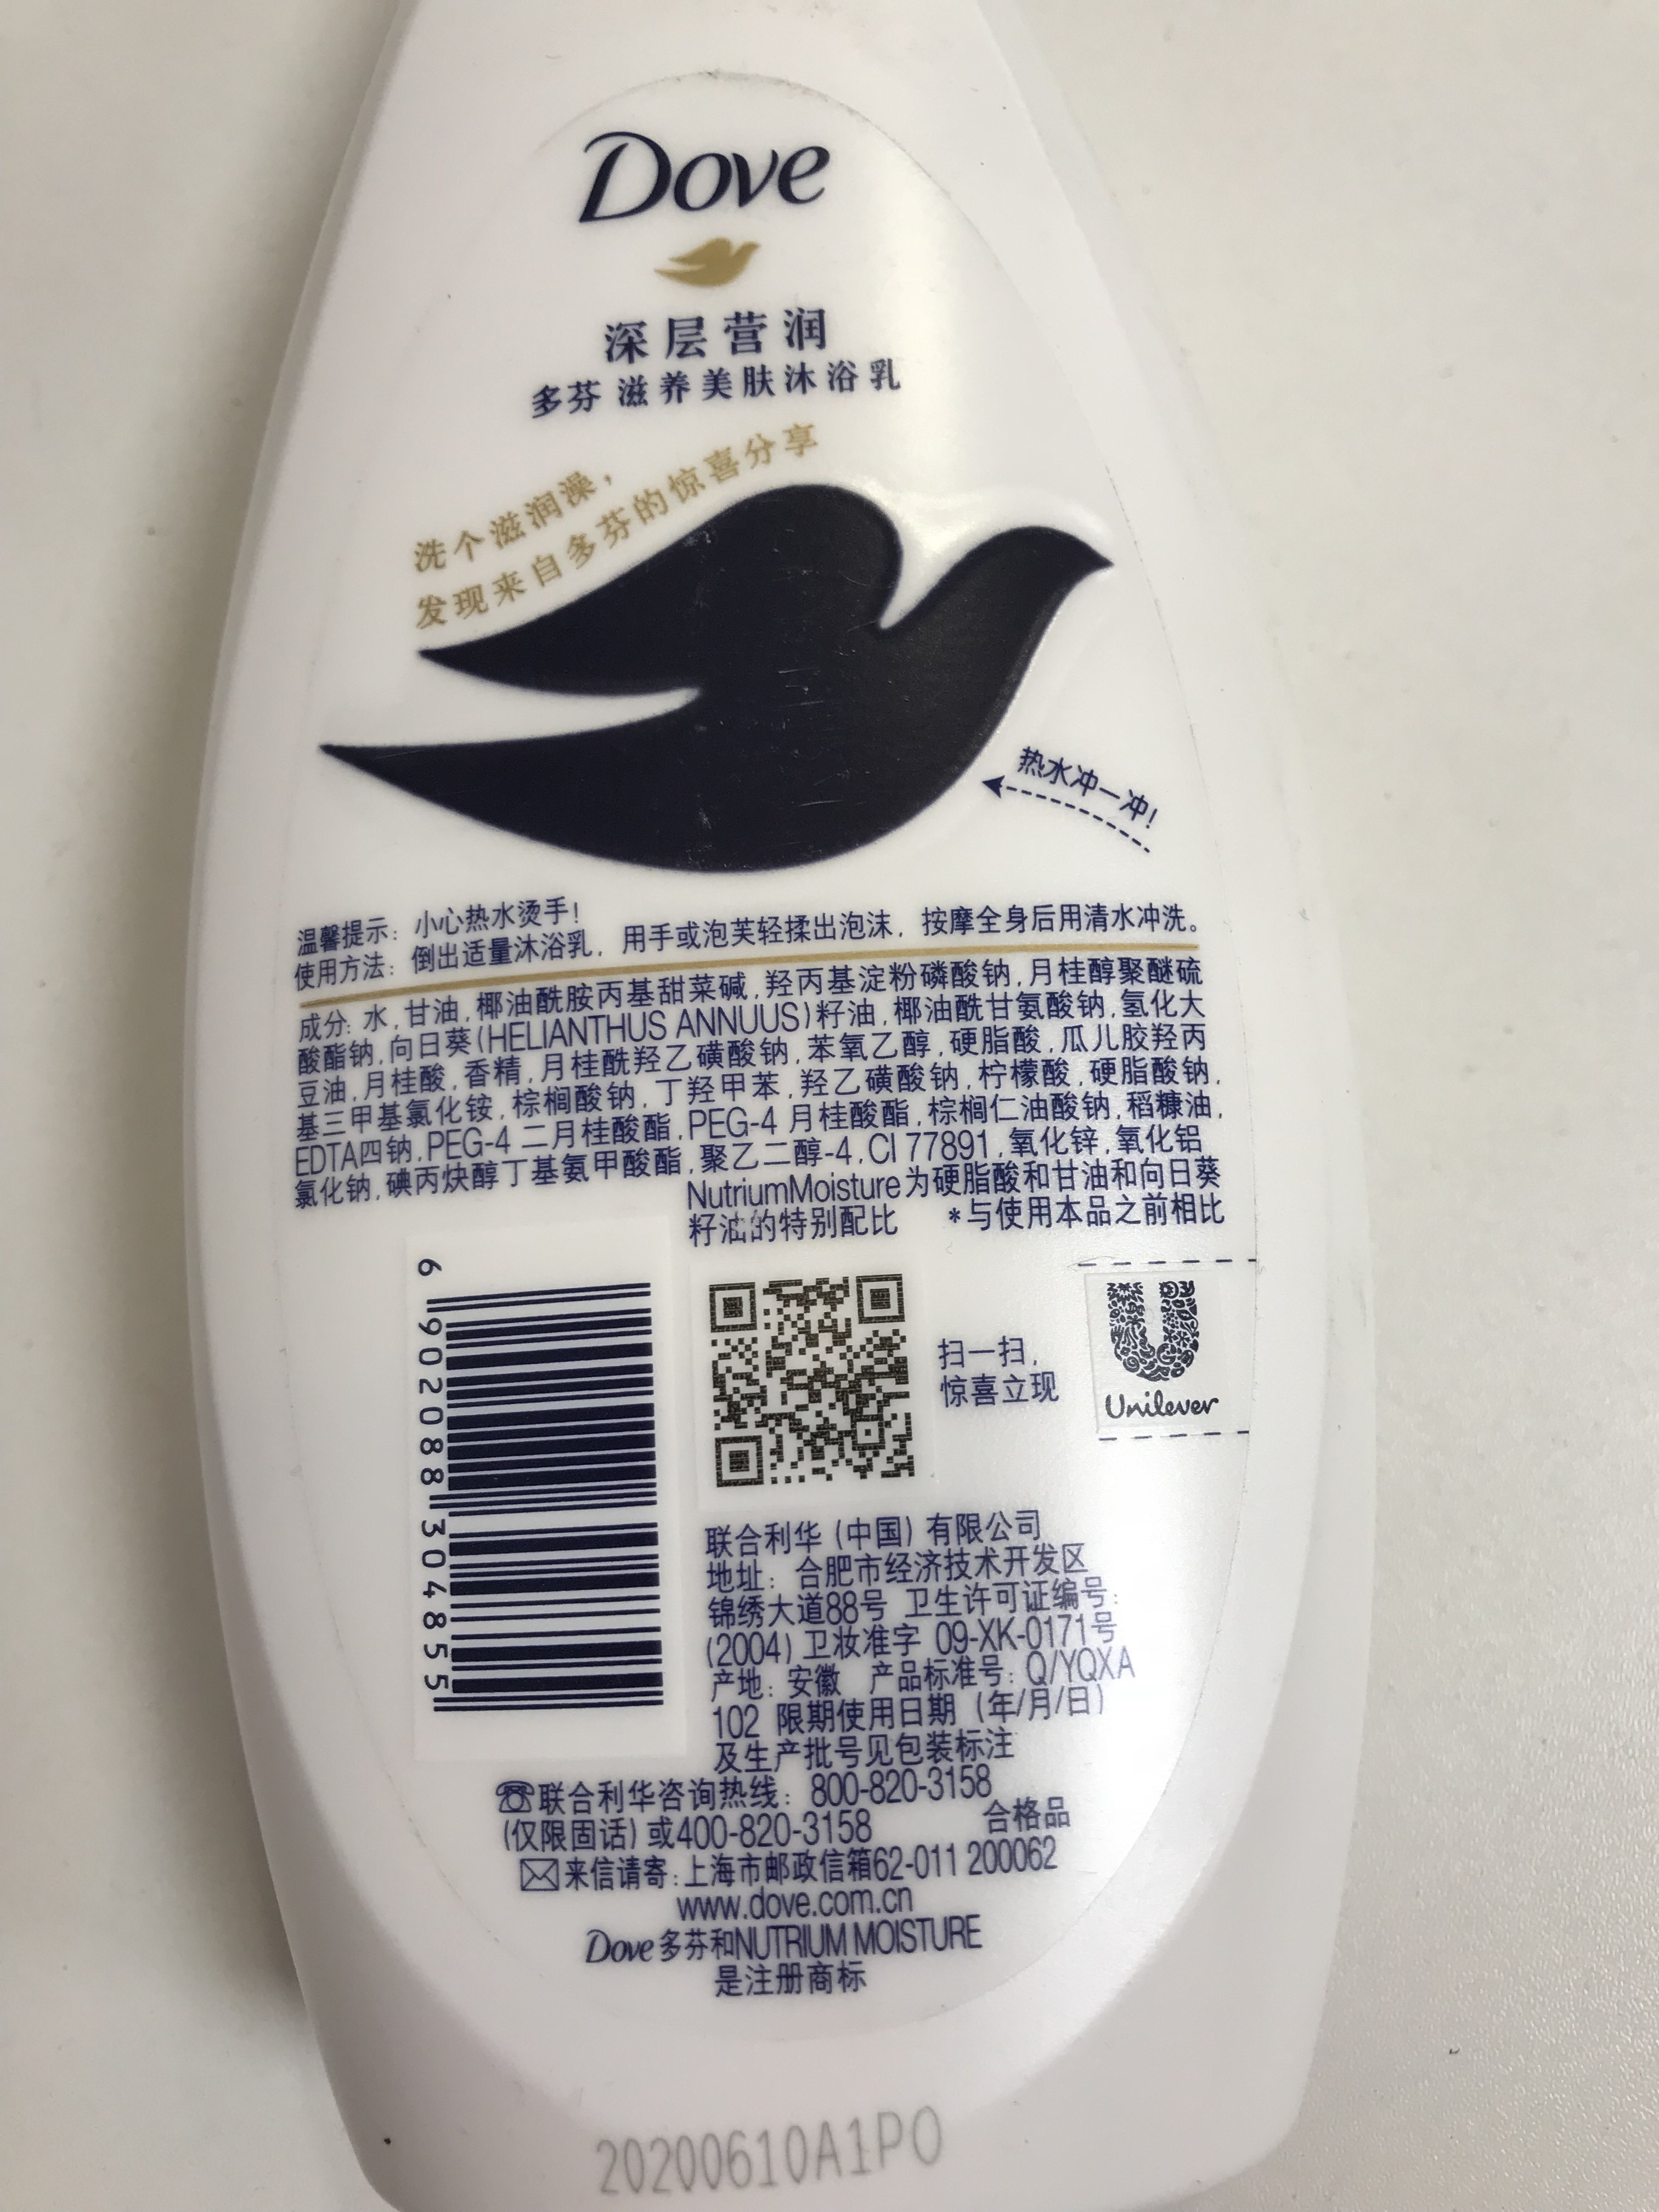 Dove
深层营润
多芬 滋养美肤沐浴乳
洗个滋润澡，
发现来自多芬的惊喜分享
热水冲一冲！
温馨提示：小心热水烫手！
使用方法：倒出适量沐浴乳，用手或泡芙轻揉出泡沫，按摩全身后用清水冲洗。
成分：水,甘油,椰油酰胺丙基甜菜碱,羟丙基淀粉磷酸钠,月桂醇聚醚硫
酸酯钠,向日葵(HELIANTHUS ANNUUS)籽油,椰油酰甘氨酸钠,氢化大
豆油,月桂酸,香精,月桂酰羟乙磺酸钠,苯氧乙醇,硬脂酸,瓜儿胶羟丙
基三甲基氯化铵,棕榈酸钠,丁羟甲苯,羟乙磺酸钠,柠檬酸,硬脂酸钠,
EDTA四钠,PEG-4 二月桂酸酯,PEG-4 月桂酸酯,棕榈仁油酸钠,稻糠油,
氯化钠,碘丙炔醇丁基氨甲酸酯,聚乙二醇-4,CI 77891,氧化锌,氧化铝
NutriumMoisture为硬脂酸和甘油和向日葵
籽油的特别配比 *与使用本品之前相比
6 902088 304855
扫一扫，
惊喜立现
Unilever
联合利华（中国）有限公司
地址：合肥市经济技术开发区
锦绣大道88号 卫生许可证编号：
(2004)卫妆准字 09-XK-0171号
产地：安徽 产品标准号：Q/YQXA
102 限期使用日期（年/月/日）
及生产批号见包装标注
☎联合利华咨询热线：800-820-3158
(仅限固话)或400-820-3158 合格品
来信请寄：上海市邮政信箱62-011 200062
www.dove.com.cn
Dove多芬和NUTRIUM MOISTURE
是注册商标
20200610A1PO